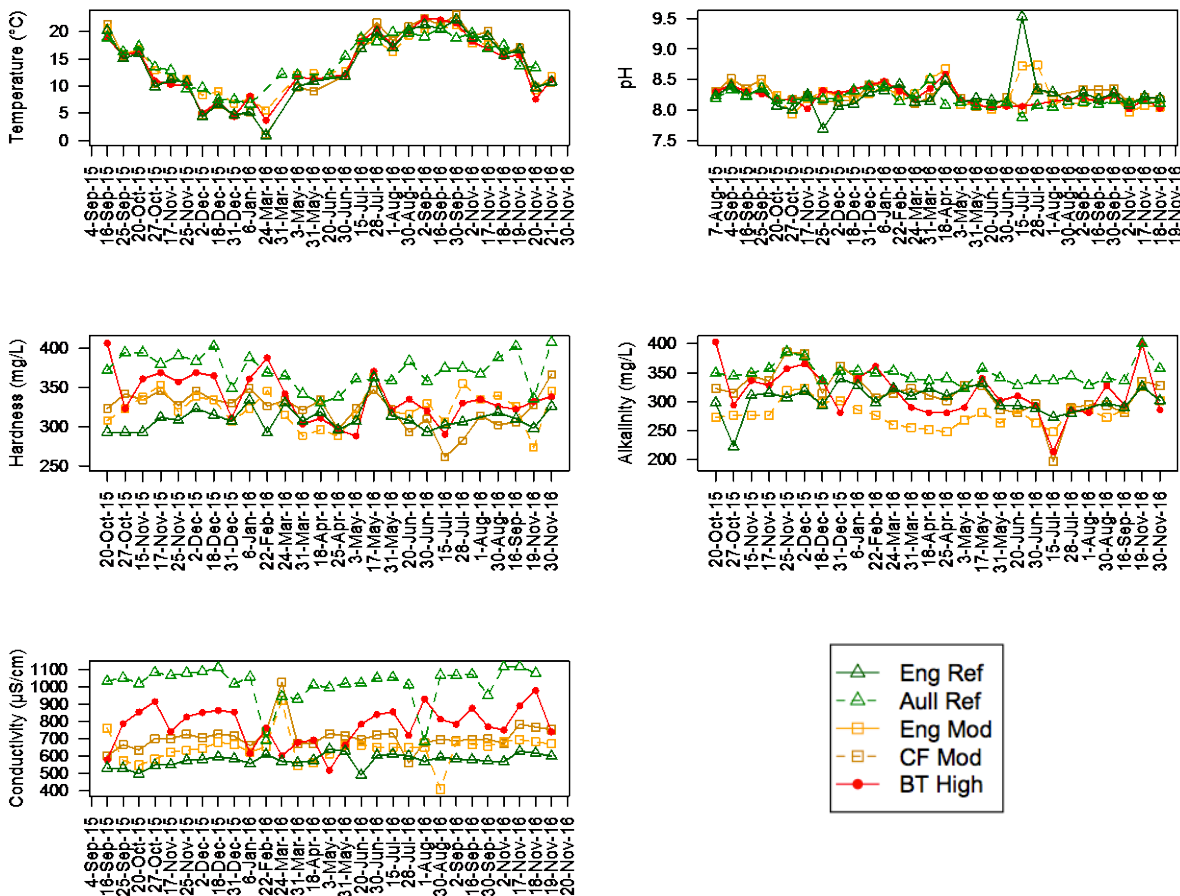 Temperature (°C)
20
15
10
5
0
4-Sep-15
16-Sep-15
25-Sep-15
20-Oct-15
27-Oct-15
17-Nov-15
25-Nov-15
2-Dec-15
18-Dec-15
31-Dec-15
6-Jan-16
24-Mar-16
31-Mar-16
3-May-16
31-May-16
20-Jun-16
30-Jun-16
15-Jul-16
28-Jul-16
1-Aug-16
30-Aug-16
2-Sep-16
16-Sep-16
30-Sep-16
2-Nov-16
17-Nov-16
18-Nov-16
19-Nov-16
20-Nov-16
21-Nov-16
30-Nov-16
pH
9.5
9.0
8.5
8.0
7.5
7-Aug-15
4-Sep-15
16-Sep-15
25-Sep-15
20-Oct-15
27-Oct-15
17-Nov-15
25-Nov-15
2-Dec-15
18-Dec-15
31-Dec-15
6-Jan-16
22-Feb-16
24-Mar-16
31-Mar-16
18-Apr-16
3-May-16
31-May-16
20-Jun-16
30-Jun-16
15-Jul-16
28-Jul-16
1-Aug-16
30-Aug-16
2-Sep-16
16-Sep-16
30-Sep-16
2-Nov-16
17-Nov-16
18-Nov-16
19-Nov-16
Hardness (mg/L)
400
350
300
250
20-Oct-15
27-Oct-15
15-Nov-15
17-Nov-15
25-Nov-15
2-Dec-15
18-Dec-15
31-Dec-15
6-Jan-16
22-Feb-16
24-Mar-16
31-Mar-16
18-Apr-16
25-Apr-16
3-May-16
17-May-16
31-May-16
20-Jun-16
30-Jun-16
15-Jul-16
28-Jul-16
1-Aug-16
30-Aug-16
16-Sep-16
19-Nov-16
30-Nov-16
Alkalinity (mg/L)
400
350
300
250
200
20-Oct-15
27-Oct-15
15-Nov-15
17-Nov-15
25-Nov-15
2-Dec-15
18-Dec-15
31-Dec-15
6-Jan-16
22-Feb-16
24-Mar-16
31-Mar-16
18-Apr-16
25-Apr-16
3-May-16
17-May-16
31-May-16
20-Jun-16
30-Jun-16
15-Jul-16
28-Jul-16
1-Aug-16
30-Aug-16
16-Sep-16
19-Nov-16
30-Nov-16
Conductivity (µS/cm)
1100
1000
900
800
700
600
500
400
4-Sep-15
16-Sep-15
25-Sep-15
20-Oct-15
27-Oct-15
17-Nov-15
25-Nov-15
2-Dec-15
18-Dec-15
31-Dec-15
6-Jan-16
22-Feb-16
24-Mar-16
31-Mar-16
18-Apr-16
3-May-16
31-May-16
20-Jun-16
30-Jun-16
15-Jul-16
28-Jul-16
1-Aug-16
30-Aug-16
2-Sep-16
16-Sep-16
30-Sep-16
2-Nov-16
17-Nov-16
18-Nov-16
19-Nov-16
20-Nov-16
Eng Ref
Aull Ref
Eng Mod
CF Mod
BT High